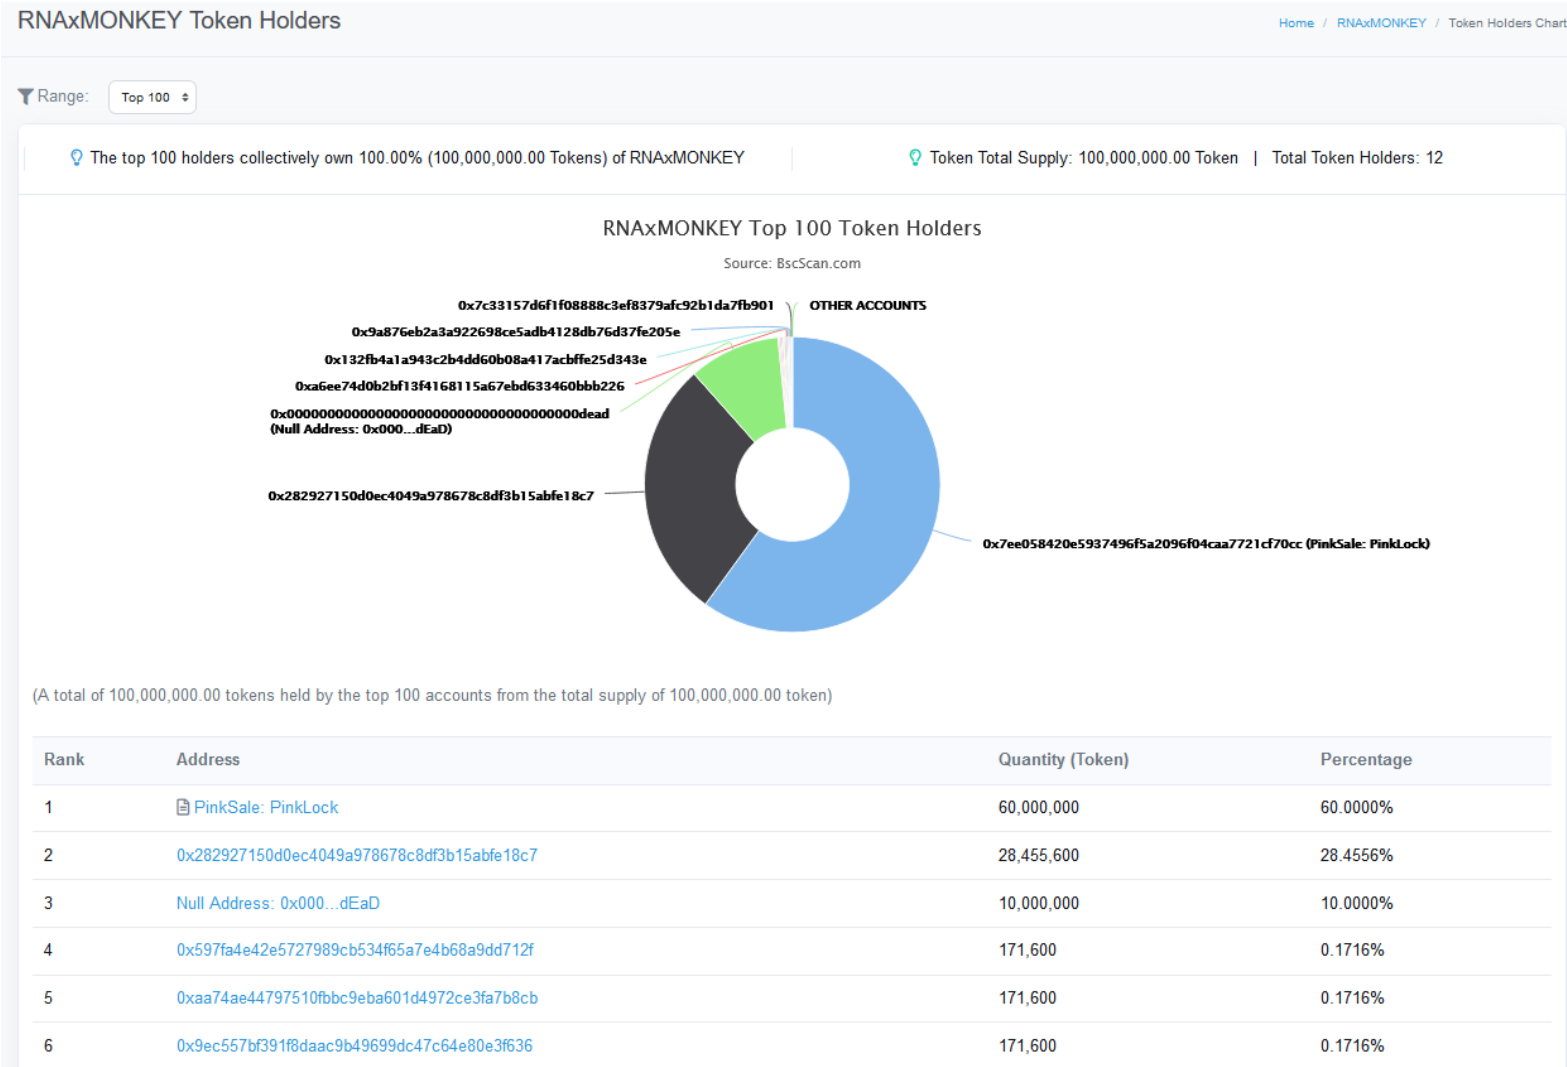 RNAxMONKEY Token Holders
Home / RNAxMONKEY / Token Holders Chart
Range: Top 100
The top 100 holders collectively own 100.00% (100,000,000.00 Tokens) of RNAxMONKEY
Token Total Supply: 100,000,000.00 Token | Total Token Holders: 12
RNAxMONKEY Top 100 Token Holders
Source: BscScan.com
0x7c33157d6f1f08888c3ef8379afc92b1da7fb901
OTHER ACCOUNTS
0x9a876eb2a3a922698ce5adb4128db76d37fe205e
0x132fb4a1a943c2b4dd60b08a417acbffe25d343e
0xa6ee74d0b2bf13f4168115a67ebd633460bbb226
0x000000000000000000000000000000000000dead
(Null Address: 0x000...dEaD)
0x282927150d0ec4049a978678c8df3b15abfe18c7
0x7ee058420e5937496f5a2096f04caa7721cf70cc (PinkSale: PinkLock)
(A total of 100,000,000.00 tokens held by the top 100 accounts from the total supply of 100,000,000.00 token)
Rank Address Quantity (Token) Percentage
1 PinkSale: PinkLock 60,000,000 60.0000%
2 0x282927150d0ec4049a978678c8df3b15abfe18c7 28,455,600 28.4556%
3 Null Address: 0x000...dEaD 10,000,000 10.0000%
4 0x597fa4e42e5727989cb534f65a7e4b68a9dd712f 171,600 0.1716%
5 0xaa74ae44797510fbbc9eba601d4972ce3fa7b8cb 171,600 0.1716%
6 0x9ec557bf391f8daac9b49699dc47c64e80e3f636 171,600 0.1716%